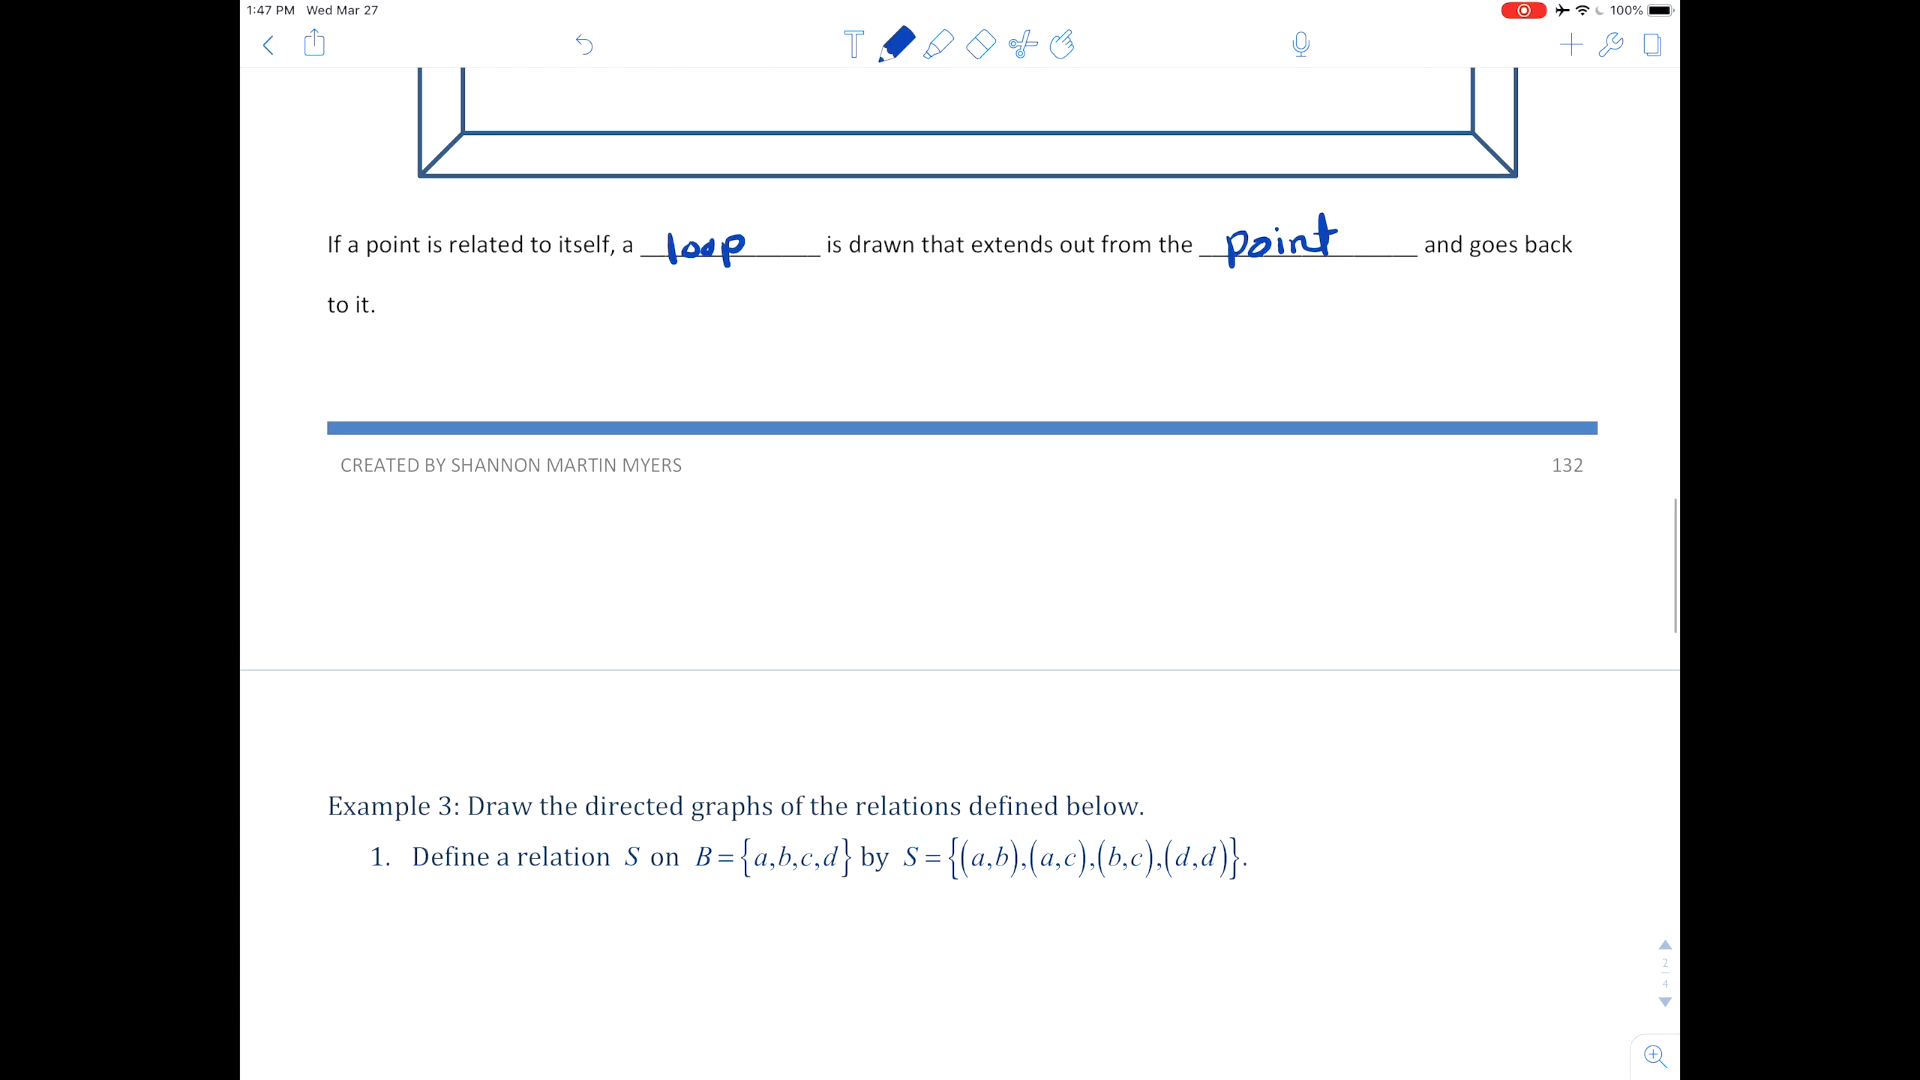 1:47 PM Wed Mar 27
100%
If a point is related to itself, a loop is drawn that extends out from the point and goes back
to it.
CREATED BY SHANNON MARTIN MYERS 132
Example 3: Draw the directed graphs of the relations defined below.
1. Define a relation S on B={a,b,c,d} by S={(a,b),(a,c),(b,c),(d,d)}.
2
4